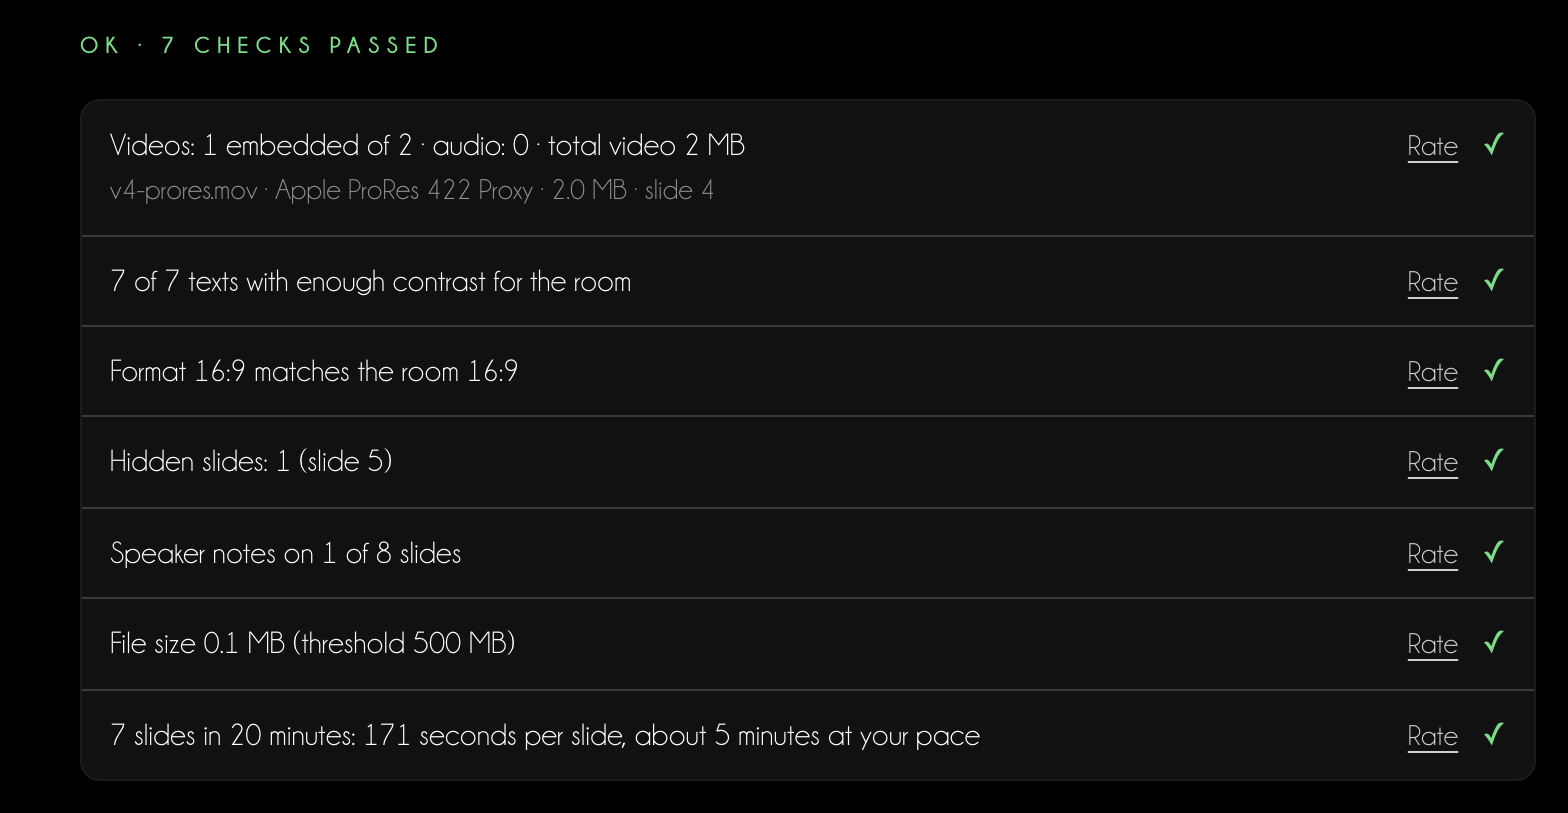 OK · 7 CHECKS PASSED
Videos: 1 embedded of 2 · audio: 0 · total video 2 MB
Rate ✓
v4-prores.mov · Apple ProRes 422 Proxy · 2.0 MB · slide 4
7 of 7 texts with enough contrast for the room
Rate ✓
Format 16:9 matches the room 16:9
Rate ✓
Hidden slides: 1 (slide 5)
Rate ✓
Speaker notes on 1 of 8 slides
Rate ✓
File size 0.1 MB (threshold 500 MB)
Rate ✓
7 slides in 20 minutes: 171 seconds per slide, about 5 minutes at your pace
Rate ✓